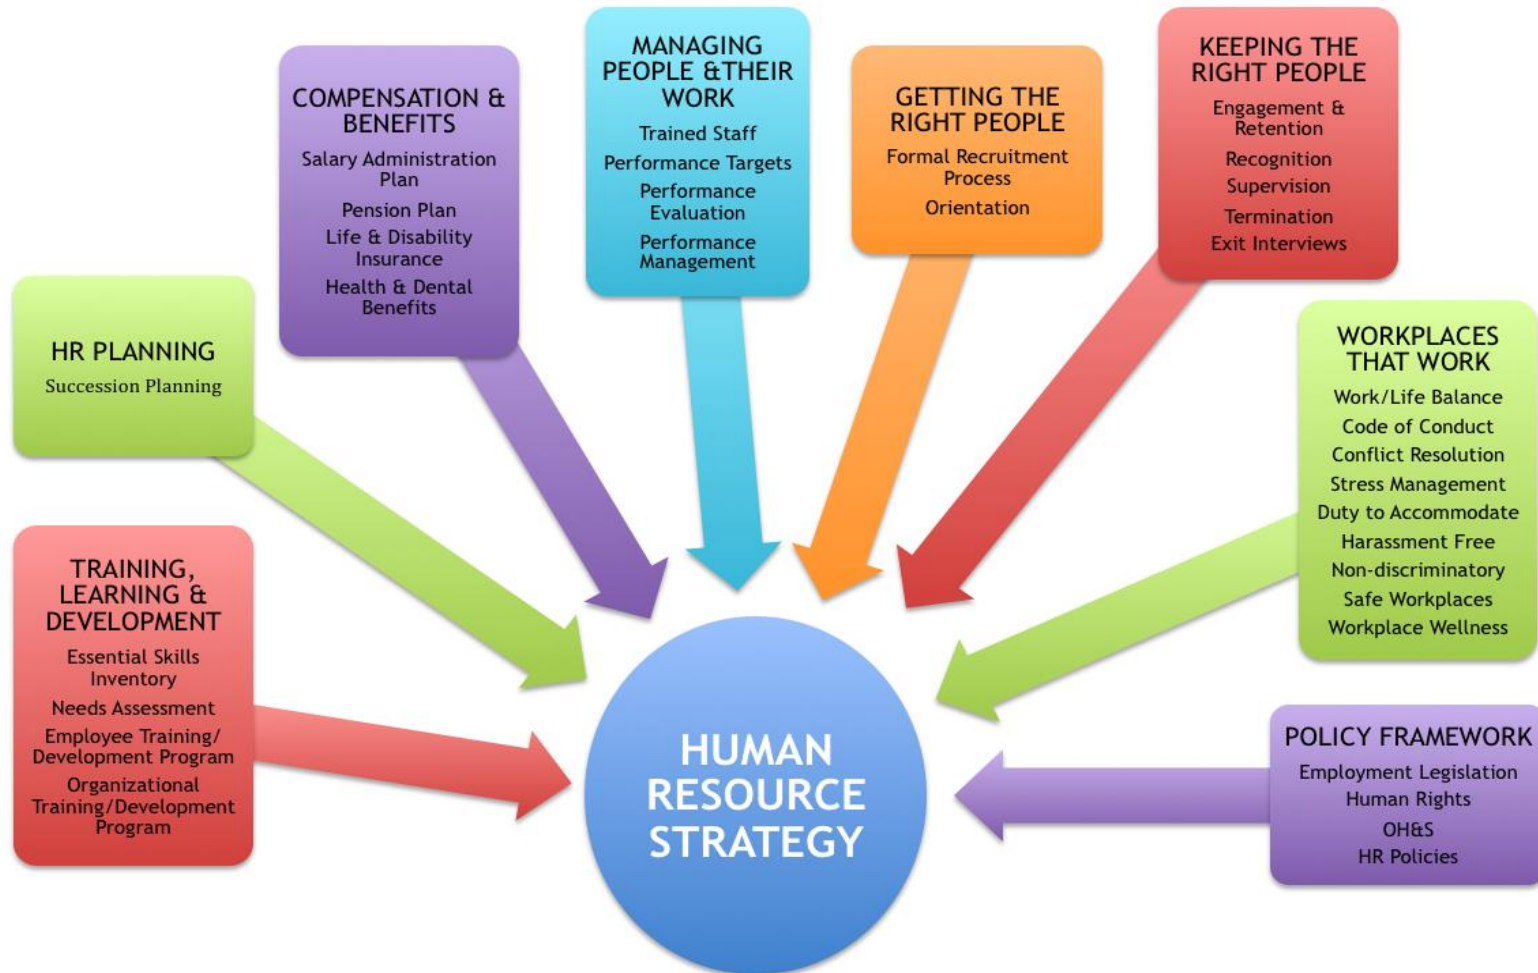 TRAINING,
LEARNING &
DEVELOPMENT
Essential Skills
Inventory
Needs Assessment
Employee Training/
Development Program
Organizational
Training/Development
Program
HR PLANNING
Succession Planning
COMPENSATION &
BENEFITS
Salary Administration
Plan
Pension Plan
Life & Disability
Insurance
Health & Dental
Benefits
MANAGING
PEOPLE &THEIR
WORK
Trained Staff
Performance Targets
Performance
Evaluation
Performance
Management
GETTING THE
RIGHT PEOPLE
Formal Recruitment
Process
Orientation
KEEPING THE
RIGHT PEOPLE
Engagement &
Retention
Recognition
Supervision
Termination
Exit Interviews
WORKPLACES
THAT WORK
Work/Life Balance
Code of Conduct
Conflict Resolution
Stress Management
Duty to Accommodate
Harassment Free
Non-discriminatory
Safe Workplaces
Workplace Wellness
POLICY FRAMEWORK
Employment Legislation
Human Rights
OH&S
HR Policies
HUMAN
RESOURCE
STRATEGY